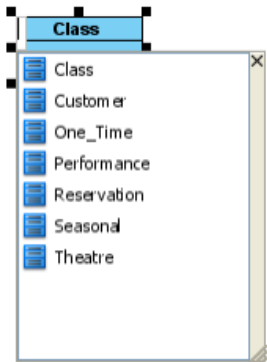 Class
Class
Customer
One_Time
Performance
Reservation
Seasonal
Theatre